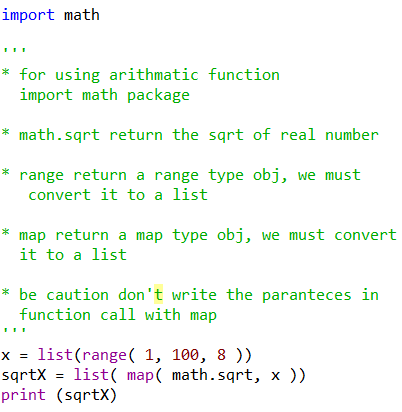 import math
'''
* for using arithmatic function
import math package
* math.sqrt return the sqrt of real number
* range return a range type obj, we must
convert it to a list
* map return a map type obj, we must convert
it to a list
* be caution don't write the paranteces in
function call with map
'''
x = list(range( 1, 100, 8 ))
sqrtX = list( map( math.sqrt, x ))
print (sqrtX)